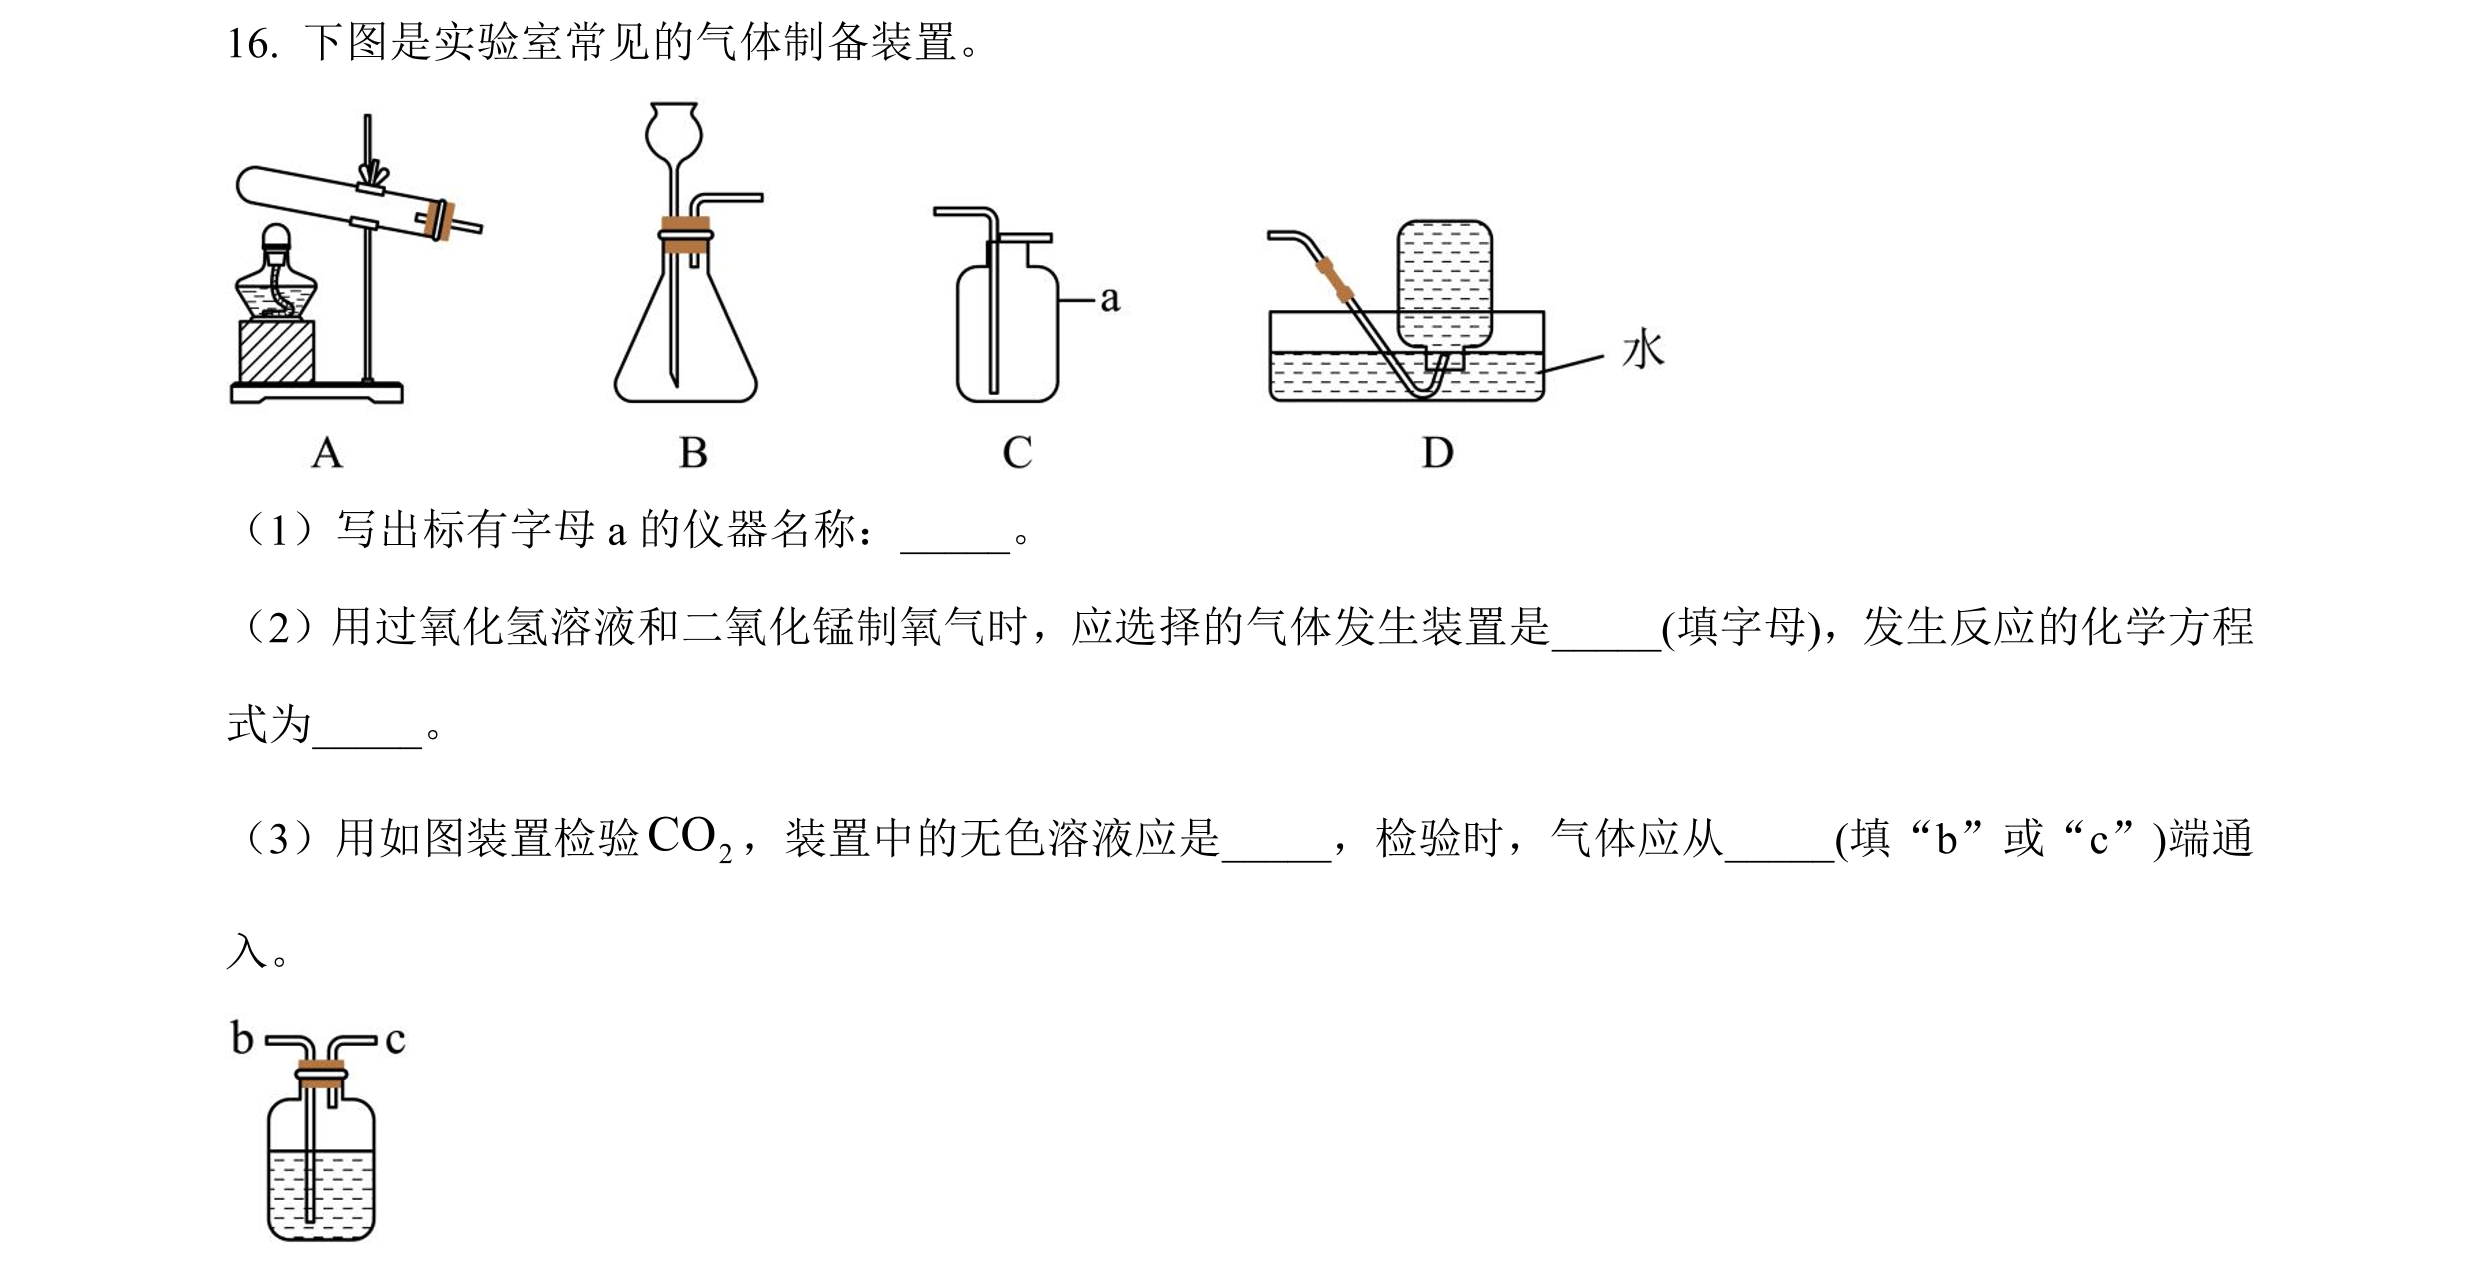 16. 下图是实验室常见的气体制备装置。
a
水
A B C D
（1）写出标有字母 a 的仪器名称：_____。
（2）用过氧化氢溶液和二氧化锰制氧气时，应选择的气体发生装置是_____(填字母)，发生反应的化学方程
式为_____。
（3）用如图装置检验CO₂，装置中的无色溶液应是_____，检验时，气体应从_____(填“b”或“c”)端通
入。
b c